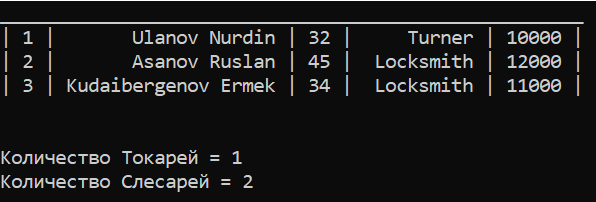 | 1 | Ulanov Nurdin | 32 | Turner | 10000 |
| 2 | Asanov Ruslan | 45 | Locksmith | 12000 |
| 3 | Kudaibergenov Ermek | 34 | Locksmith | 11000 |
Количество Токарей = 1
Количество Слесарей = 2